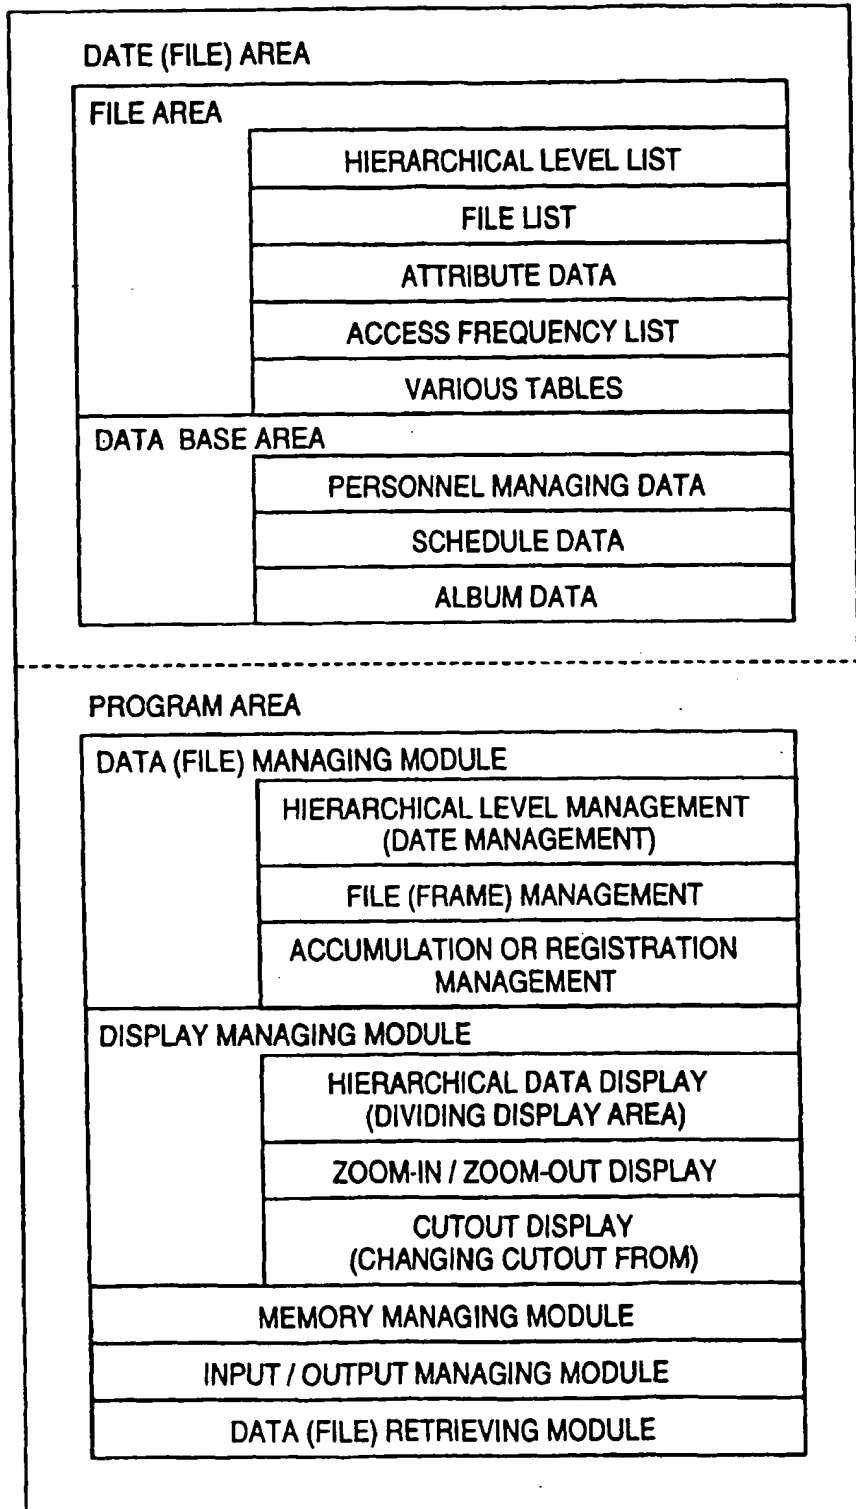 DATE (FILE) AREA
FILE AREA
HIERARCHICAL LEVEL LIST
FILE LIST
ATTRIBUTE DATA
ACCESS FREQUENCY LIST
VARIOUS TABLES
DATA BASE AREA
PERSONNEL MANAGING DATA
SCHEDULE DATA
ALBUM DATA
PROGRAM AREA
DATA (FILE) MANAGING MODULE
HIERARCHICAL LEVEL MANAGEMENT
(DATE MANAGEMENT)
FILE (FRAME) MANAGEMENT
ACCUMULATION OR REGISTRATION
MANAGEMENT
DISPLAY MANAGING MODULE
HIERARCHICAL DATA DISPLAY
(DIVIDING DISPLAY AREA)
ZOOM-IN / ZOOM-OUT DISPLAY
CUTOUT DISPLAY
(CHANGING CUTOUT FROM)
MEMORY MANAGING MODULE
INPUT / OUTPUT MANAGING MODULE
DATA (FILE) RETRIEVING MODULE